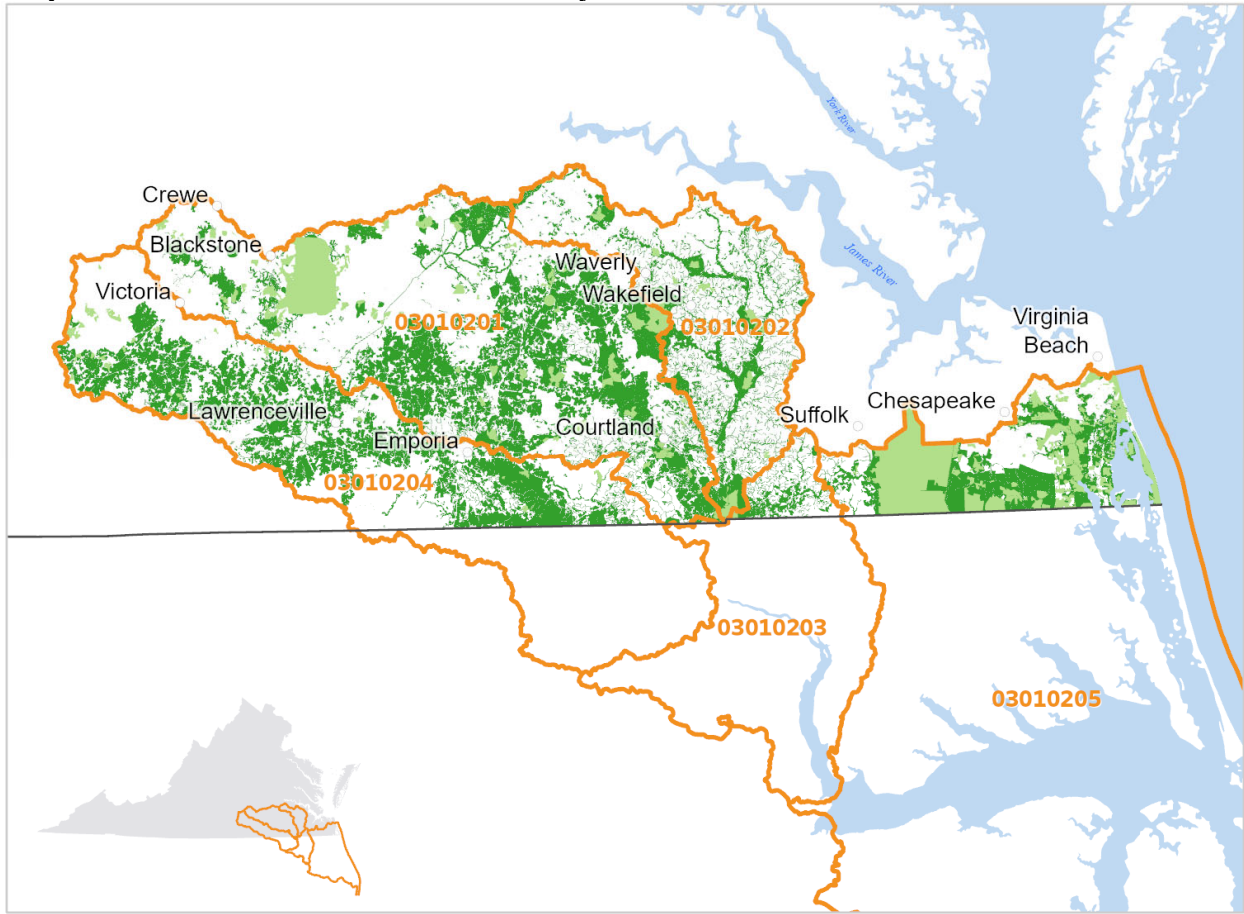 York River
Crewe
Blackstone
James River
Waverly
Victoria
Wakefield
03010201
03010202
Virginia
Beach
Lawrenceville
Chesapeake
Suffolk
Emporia
Courtland
03010204
03010203
03010205